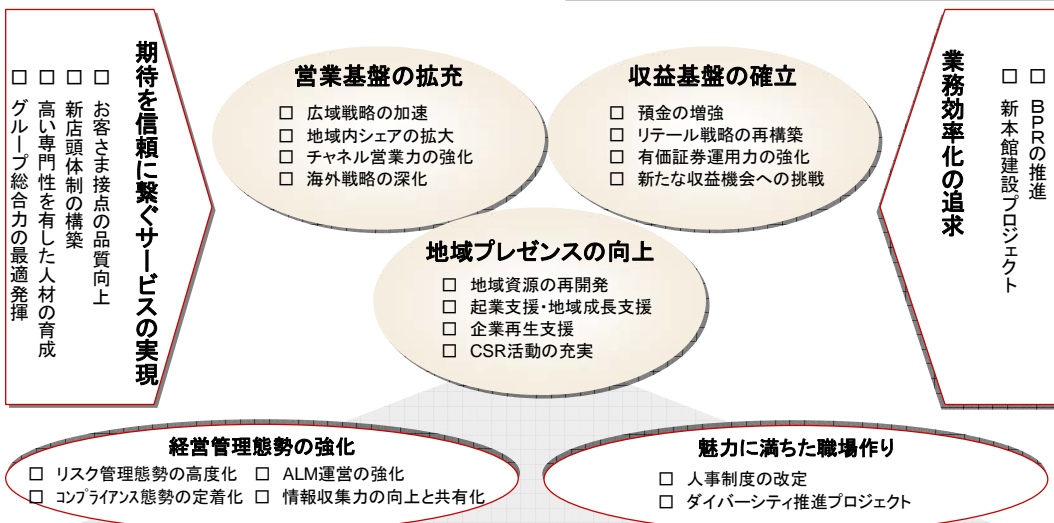 期待を信頼に繋ぐサービスの実現
□ お客さま接点の品質向上
□ 新店頭体制の構築
□ 高い専門性を有した人材の育成
□ グループ総合力の最適発揮
営業基盤の拡充
□ 広域戦略の加速
□ 地域内シェアの拡大
□ チャネル営業力の強化
□ 海外戦略の深化
収益基盤の確立
□ 預金の増強
□ リテール戦略の再構築
□ 有価証券運用力の強化
□ 新たな収益機会への挑戦
業務効率化の追求
□ BPRの推進
□ 新本館建設プロジェクト
地域プレゼンスの向上
□ 地域資源の再開発
□ 起業支援・地域成長支援
□ 企業再生支援
□ CSR活動の充実
経営管理態勢の強化
□ リスク管理態勢の高度化 □ ALM運営の強化
□ コンプライアンス態勢の定着化 □ 情報収集力の向上と共有化
魅力に満ちた職場作り
□ 人事制度の改定
□ ダイバーシティ推進プロジェクト